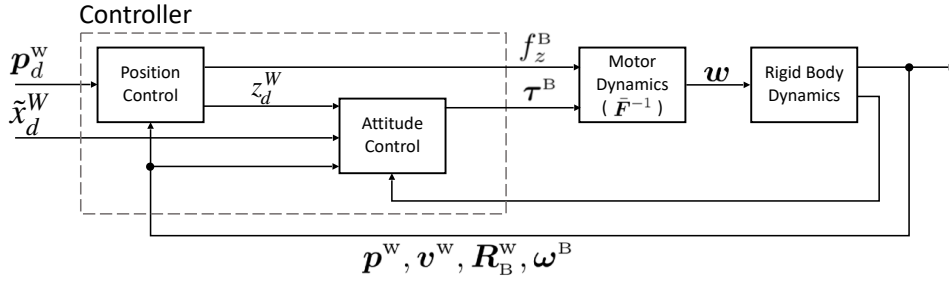 Controller
p_d^W
x̃_d^W
Position
Control
z_d^W
Attitude
Control
f_z^B
τ^B
Motor
Dynamics
( F̄^{-1} )
w
Rigid Body
Dynamics
p^W, v^W, R_B^W, ω^B